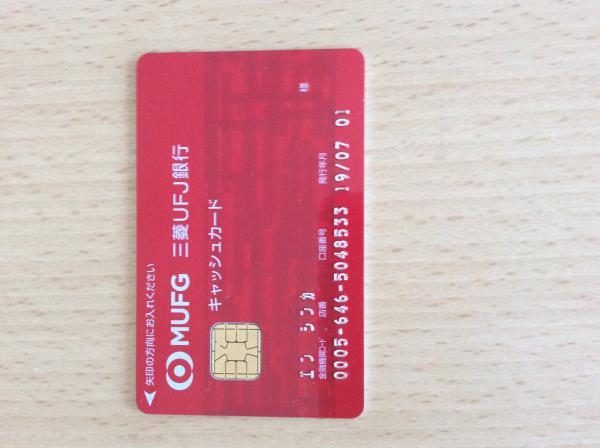 矢印の方向にお入れください
MUFG 三菱UFJ銀行
キャッシュカード
エン シンカ 様
金融機関コード 店番 口座番号 発行年月
0005-646-5048533 19/07 01